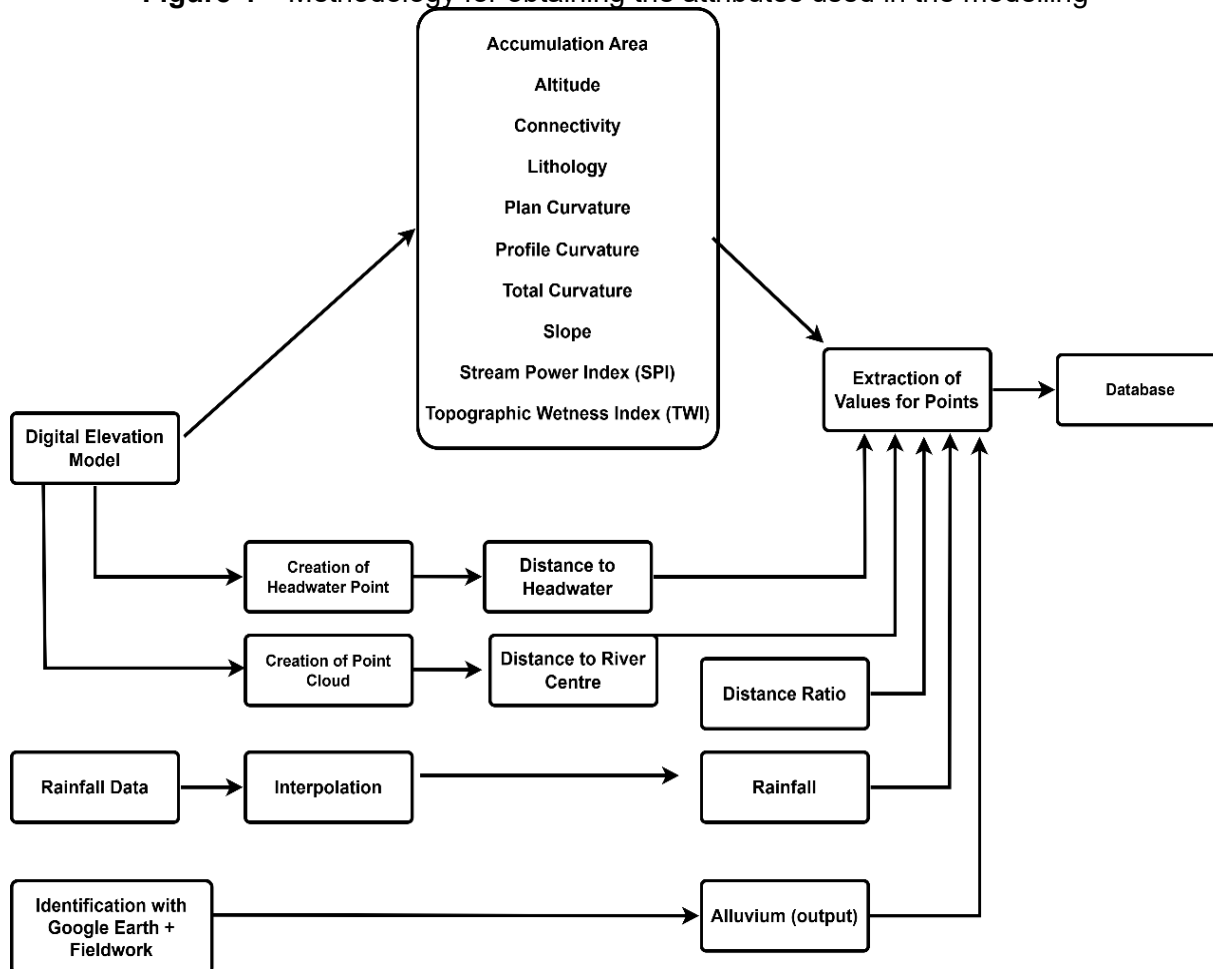 Figure 4 – Methodology for obtaining the attributes used in the modelling
Accumulation Area
Altitude
Connectivity
Lithology
Plan Curvature
Profile Curvature
Total Curvature
Slope
Stream Power Index (SPI)
Topographic Wetness Index (TWI)
Digital Elevation
Model
Extraction of
Values for Points
Database
Creation of
Headwater Point
Distance to
Headwater
Creation of Point
Cloud
Distance to River
Centre
Distance Ratio
Rainfall Data
Interpolation
Rainfall
Identification with
Google Earth +
Fieldwork
Alluvium (output)